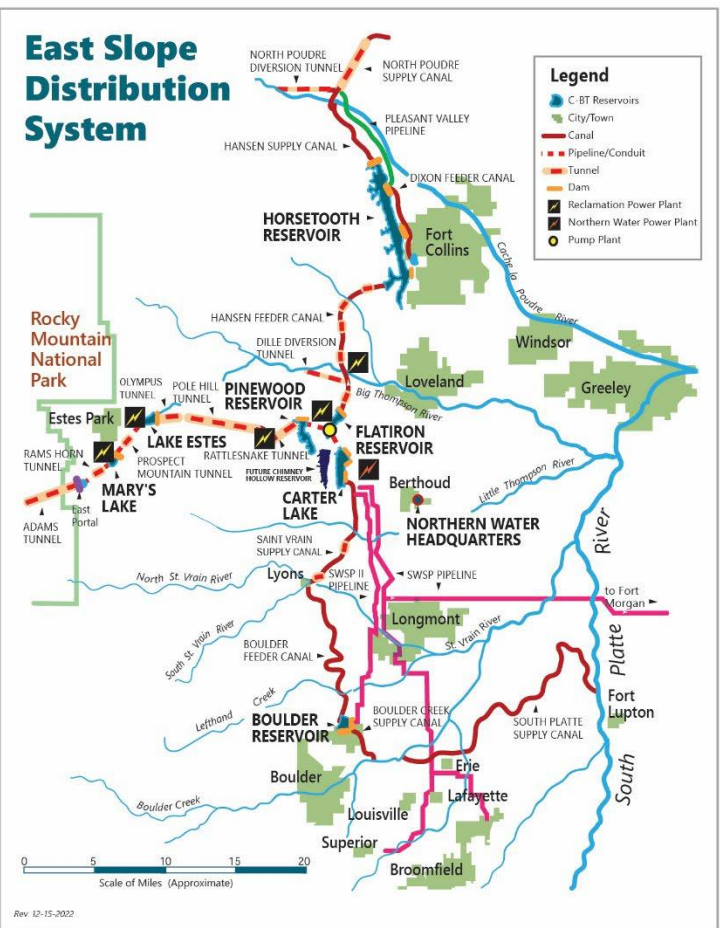 East Slope
Distribution
System
NORTH POUDRE
DIVERSION TUNNEL
NORTH POUDRE
SUPPLY CANAL
PLEASANT VALLEY
PIPELINE
HANSEN SUPPLY CANAL
DIXON FEEDER CANAL
Legend
C-BT Reservoirs
City/Town
Canal
Pipeline/Conduit
Tunnel
Dam
Reclamation Power Plant
Northern Water Power Plant
Pump Plant
HORSETOOTH
RESERVOIR
Fort
Collins
Cache la Poudre River
HANSEN FEEDER CANAL
Windsor
Rocky
Mountain
National
Park
DILLE DIVERSION
TUNNEL
Loveland
Greeley
Big Thompson River
OLYMPUS
TUNNEL
POLE HILL
TUNNEL
PINEWOOD
RESERVOIR
Estes Park
LAKE ESTES
FLATIRON
RESERVOIR
RAMS HORN
TUNNEL
PROSPECT
MOUNTAIN TUNNEL
RATTLESNAKE TUNNEL
FUTURE CHIMNEY
HOLLOW RESERVOIR
Berthoud
Little Thompson River
MARY'S
LAKE
East
Portal
CARTER
LAKE
NORTHERN WATER
HEADQUARTERS
ADAMS
TUNNEL
SAINT VRAIN
SUPPLY CANAL
North St. Vrain River
Lyons
SWSP II
PIPELINE
SWSP PIPELINE
to Fort
Morgan
Longmont
St. Vrain River
South St. Vrain River
BOULDER
FEEDER CANAL
Lefthand Creek
BOULDER
RESERVOIR
BOULDER CREEK
SUPPLY CANAL
SOUTH PLATTE
SUPPLY CANAL
Fort
Lupton
South Platte River
Boulder
Erie
Lafayette
Boulder Creek
Louisville
Superior
Broomfield
0 5 10 15 20
Scale of Miles (Approximate)
Rev 12-15-2022